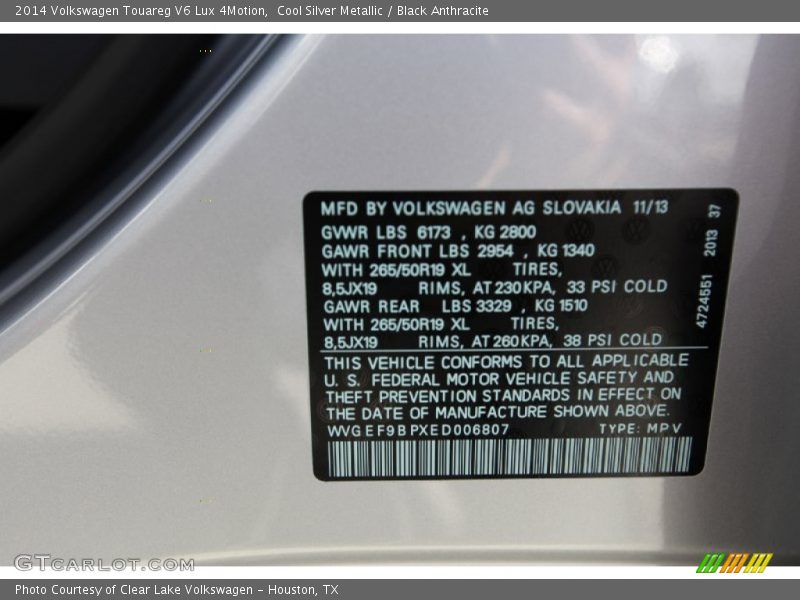 2014 Volkswagen Touareg V6 Lux 4Motion,  Cool Silver Metallic / Black Anthracite
MFD BY VOLKSWAGEN AG SLOVAKIA 11/13
GVWR LBS 6173 , KG 2800
GAWR FRONT LBS 2954 , KG 1340
WITH 265/50R19 XL TIRES,
8,5JX19 RIMS, AT 230KPA, 33 PSI COLD
GAWR REAR LBS 3329 , KG 1510
WITH 265/50R19 XL TIRES,
8,5JX19 RIMS, AT 260KPA, 38 PSI COLD
4724551 2013 37
THIS VEHICLE CONFORMS TO ALL APPLICABLE
U. S. FEDERAL MOTOR VEHICLE SAFETY AND
THEFT PREVENTION STANDARDS IN EFFECT ON
THE DATE OF MANUFACTURE SHOWN ABOVE.
WVGEF9BPXED006807 TYPE: MPV
GTCARLOT.COM
Photo Courtesy of Clear Lake Volkswagen – Houston, TX